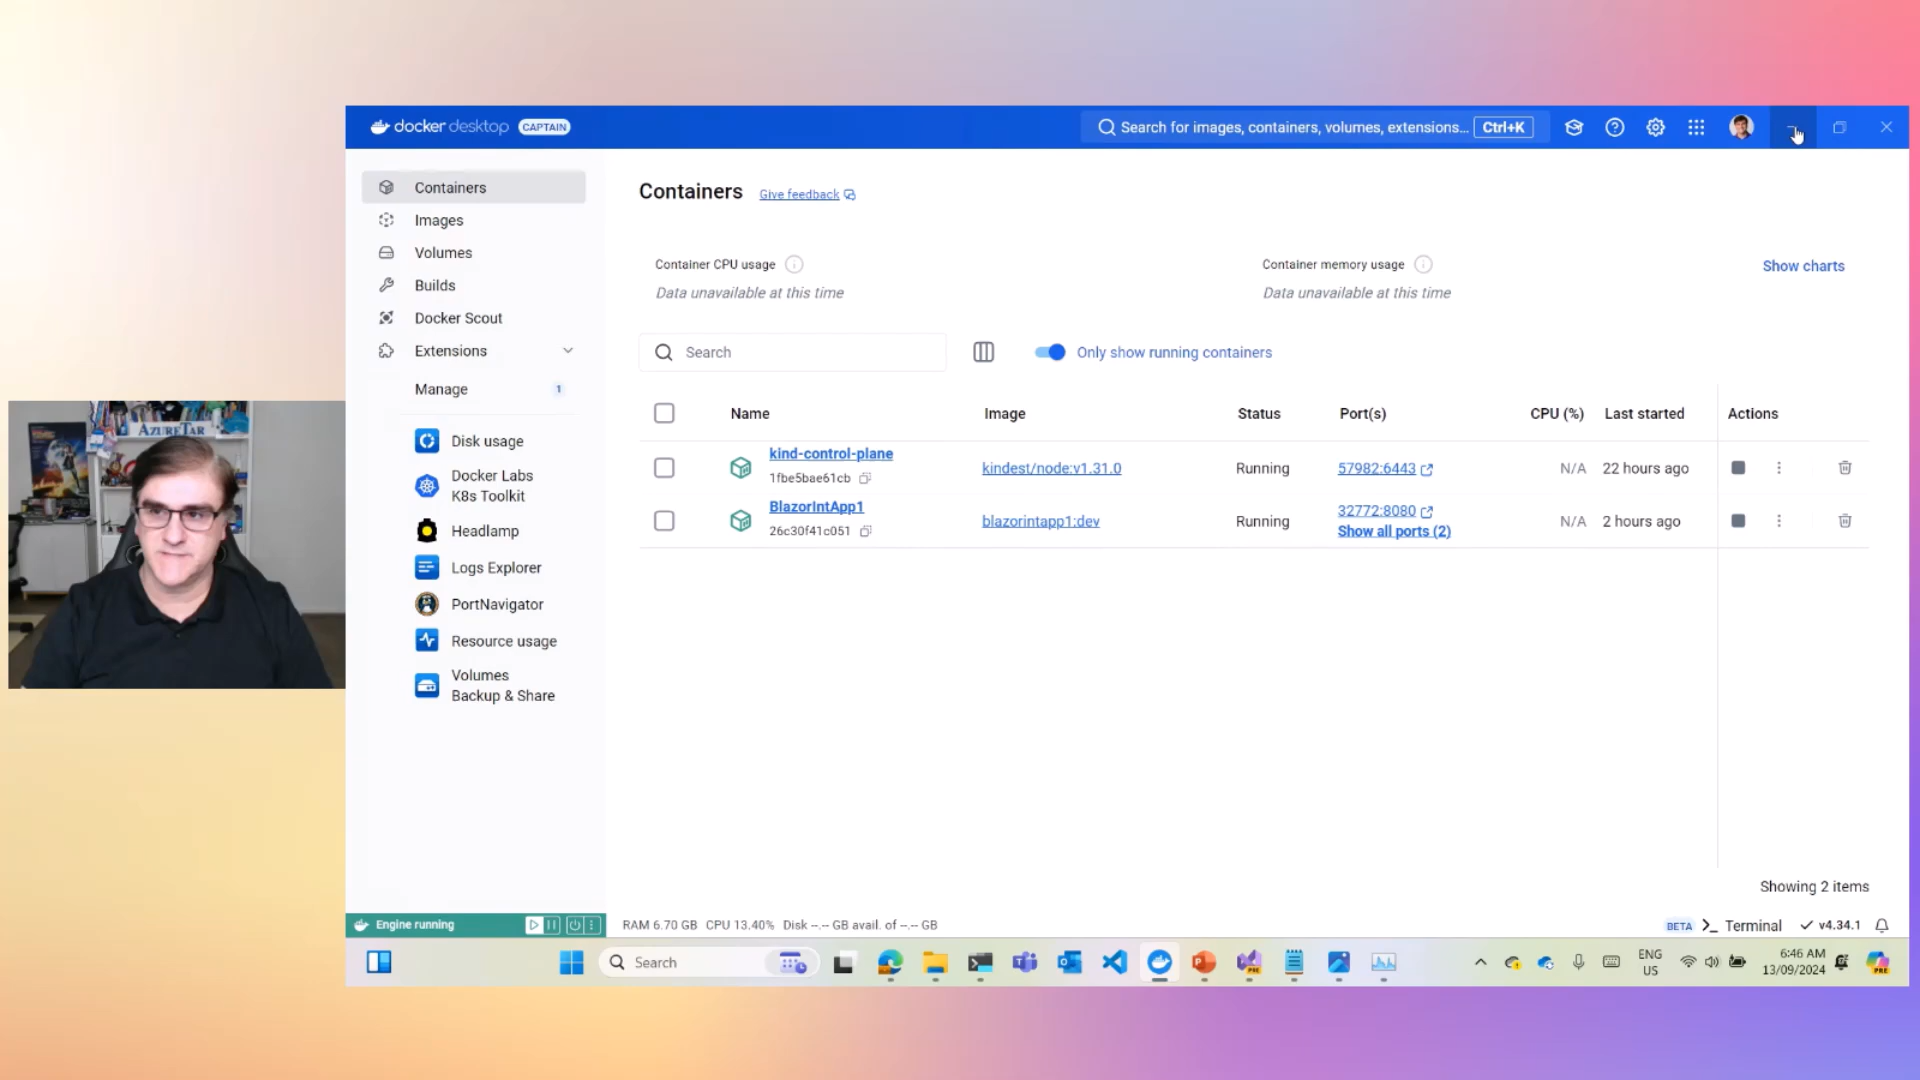 docker desktop CAPTAIN
Search for images, containers, volumes, extensions... Ctrl+K
Containers
Images
Volumes
Builds
Docker Scout
Extensions
Manage 1
Disk usage
Docker Labs
K8s Toolkit
Headlamp
Logs Explorer
PortNavigator
Resource usage
Volumes
Backup & Share
Containers Give feedback
Container CPU usage
Data unavailable at this time
Container memory usage
Data unavailable at this time
Show charts
Search
Only show running containers
Name Image Status Port(s) CPU (%) Last started Actions
kind-control-plane
1fbe5bae61cb
kindest/node:v1.31.0 Running 57982:6443 N/A 22 hours ago
BlazorIntApp1
26c30f41c051
blazorintapp1:dev Running 32772:8080
Show all ports (2)
N/A 2 hours ago
Showing 2 items
Engine running
RAM 6.70 GB CPU 13.40% Disk --.-- GB avail. of --.-- GB
BETA Terminal v4.34.1
Search
ENG
US
6:46 AM
13/09/2024
PRE
AZURETAR